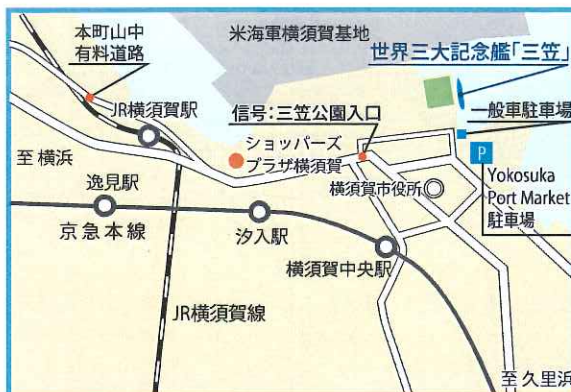 本町山中
有料道路
米海軍横須賀基地
世界三大記念艦「三笠」
JR横須賀駅
信号:三笠公園入口
一般車駐車場
至 横浜
ショッパーズ
プラザ横須賀
P
Yokosuka
Port Market
駐車場
逸見駅
横須賀市役所
京急本線
汐入駅
横須賀中央駅
JR横須賀線
至 久里浜